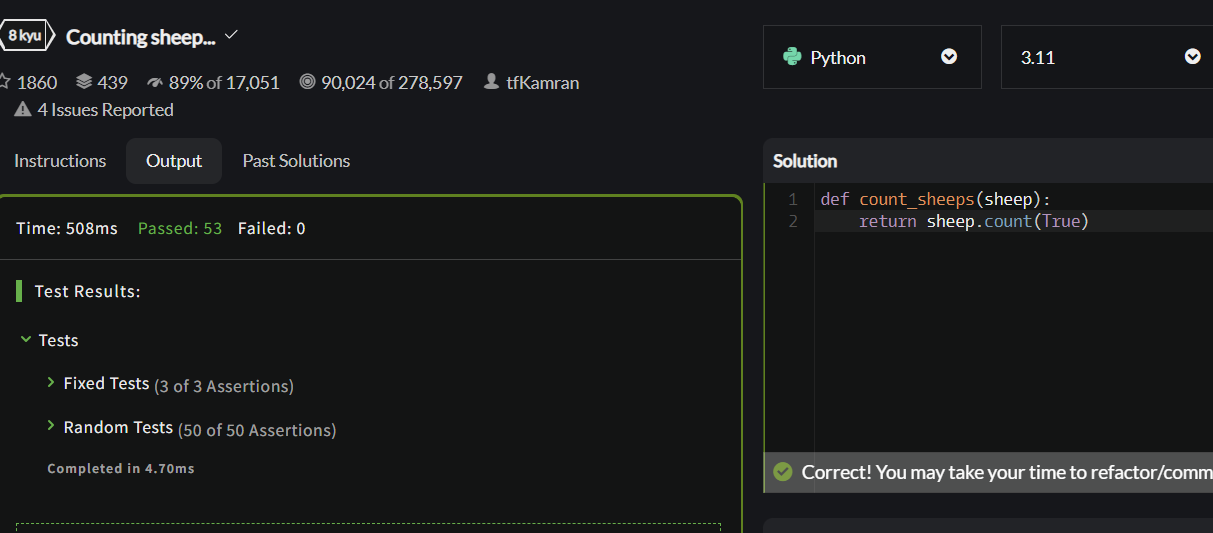 8 kyu Counting sheep...
1860 439 89% of 17,051 90,024 of 278,597 tfKamran
4 Issues Reported
Instructions Output Past Solutions
Time: 508ms Passed: 53 Failed: 0
Test Results:
Tests
Fixed Tests (3 of 3 Assertions)
Random Tests (50 of 50 Assertions)
Completed in 4.70ms
Python 3.11
Solution
1 def count_sheeps(sheep):
2 return sheep.count(True)
Correct! You may take your time to refactor/comm